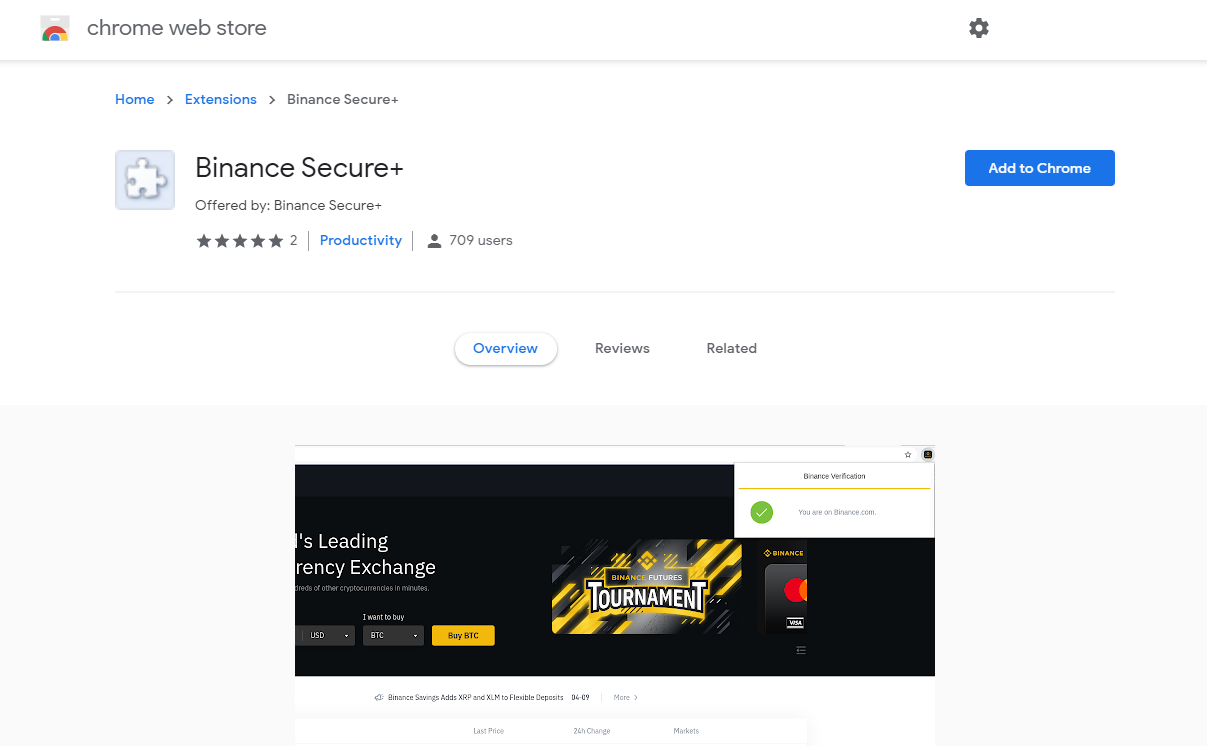 chrome web store
Home > Extensions > Binance Secure+
Binance Secure+
Add to Chrome
Offered by: Binance Secure+
2 Productivity 709 users
Overview Reviews Related
Binance Verification
You are on Binance.com.
l's Leading
rency Exchange
dreds of other cryptocurrencies in minutes.
BINANCE
BINANCE FUTURES
TOURNAMENT
I want to buy
USD BTC Buy BTC
VISA
Binance Savings Adds XRP and XLM to Flexible Deposits 04-09 More >
Last Price 24h Change Markets